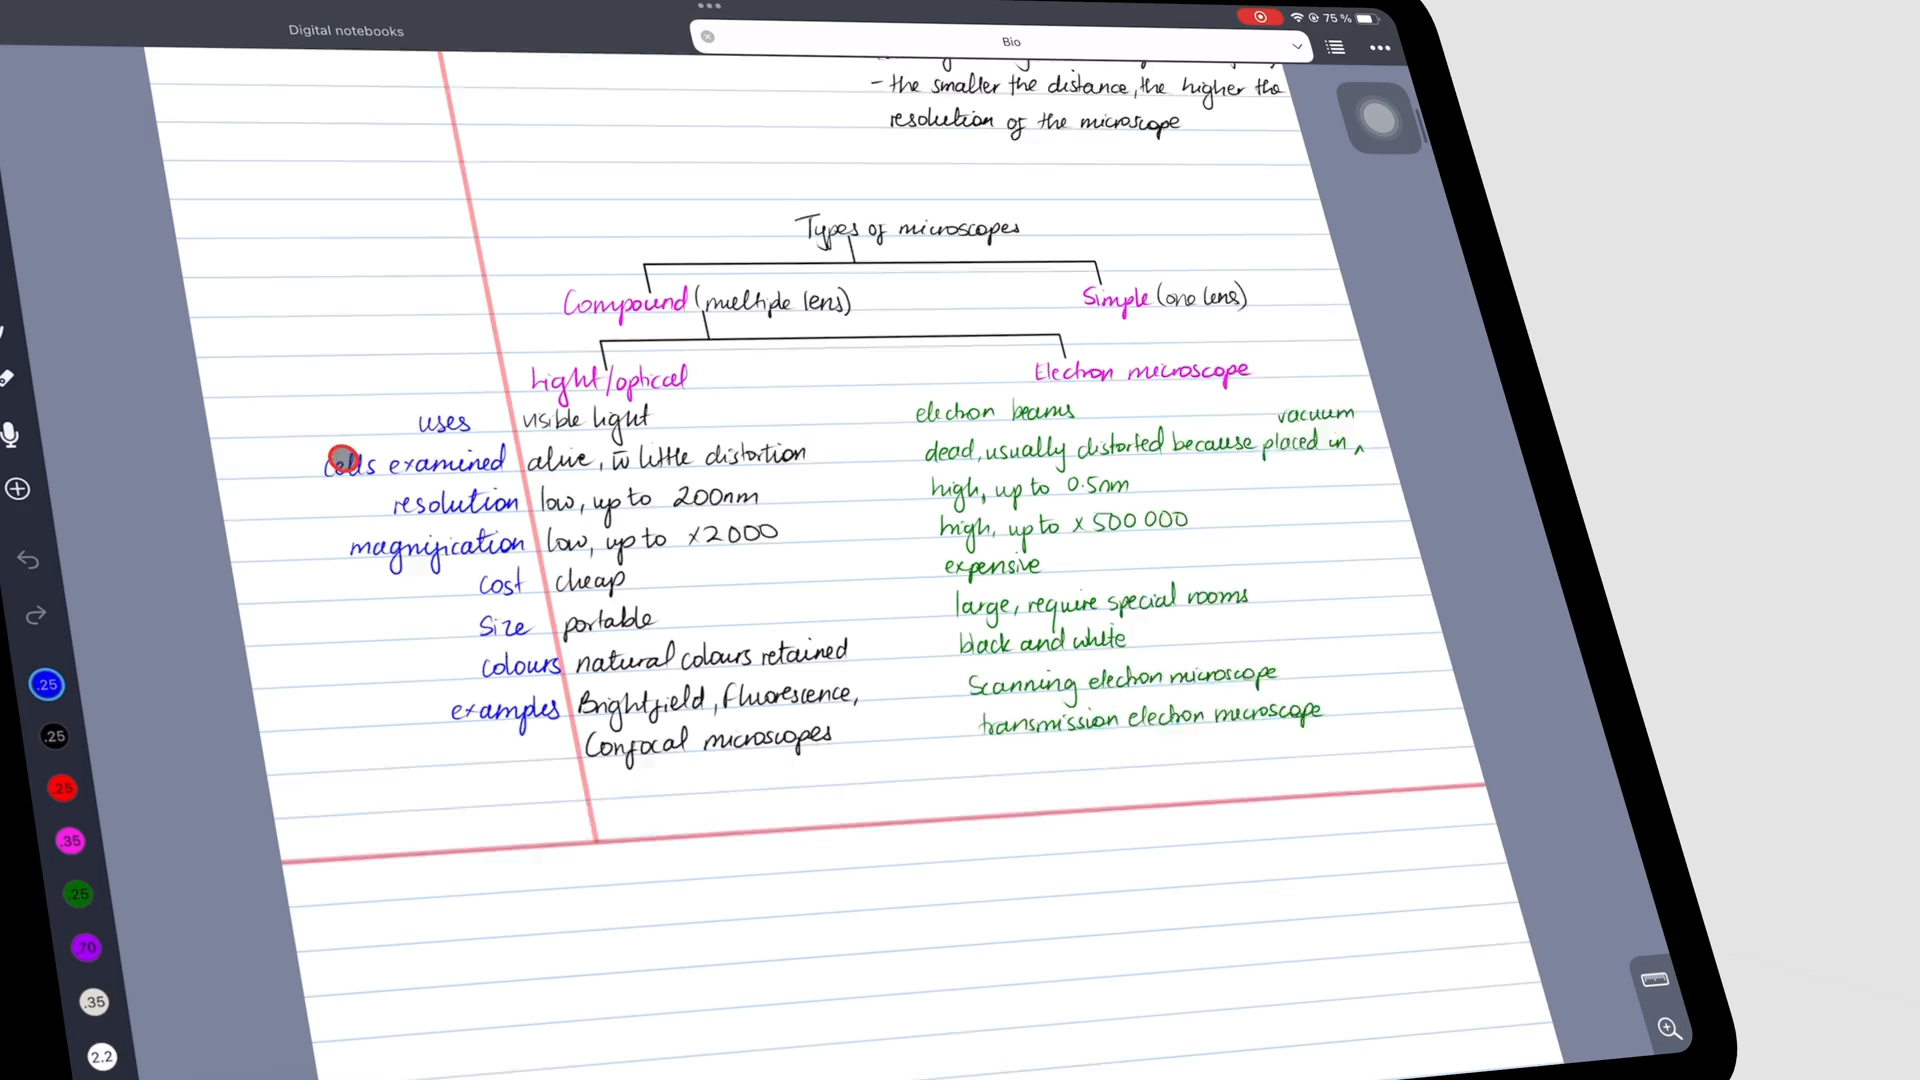 75 %
Digital notebooks
Bio
- the smaller the distance, the higher the
resolution of the microscope
Types of microscopes
Compound (multiple lens)
Simple (one lens)
Light/optical
Electron microscope
uses visible light electron beams
vacuum
cells examined alive, w̅ little distortion dead, usually distorted because placed in ^
resolution low, up to 200nm high, up to 0.5nm
magnification low, up to x2000 high, up to x 500 000
cost cheap expensive
Size portable large, require special rooms
colours natural colours retained black and white
examples Brightfield, Fluorescence, Scanning electron microscope
Confocal microscopes transmission electron microscope
.25
.25
.25
.35
.25
.70
.35
2.2